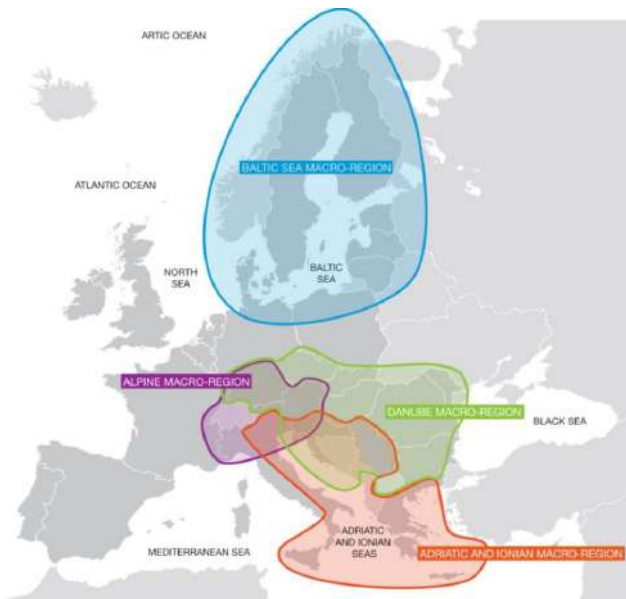 ARTIC OCEAN
BALTIC SEA MACRO-REGION
ATLANTIC OCEAN
NORTH
SEA
BALTIC
SEA
ALPINE MACRO-REGION
DANUBE MACRO-REGION
BLACK SEA
ADRIATIC
AND IONIAN
SEAS
MEDITERRANEAN SEA
ADRIATIC AND IONIAN MACRO-REGION